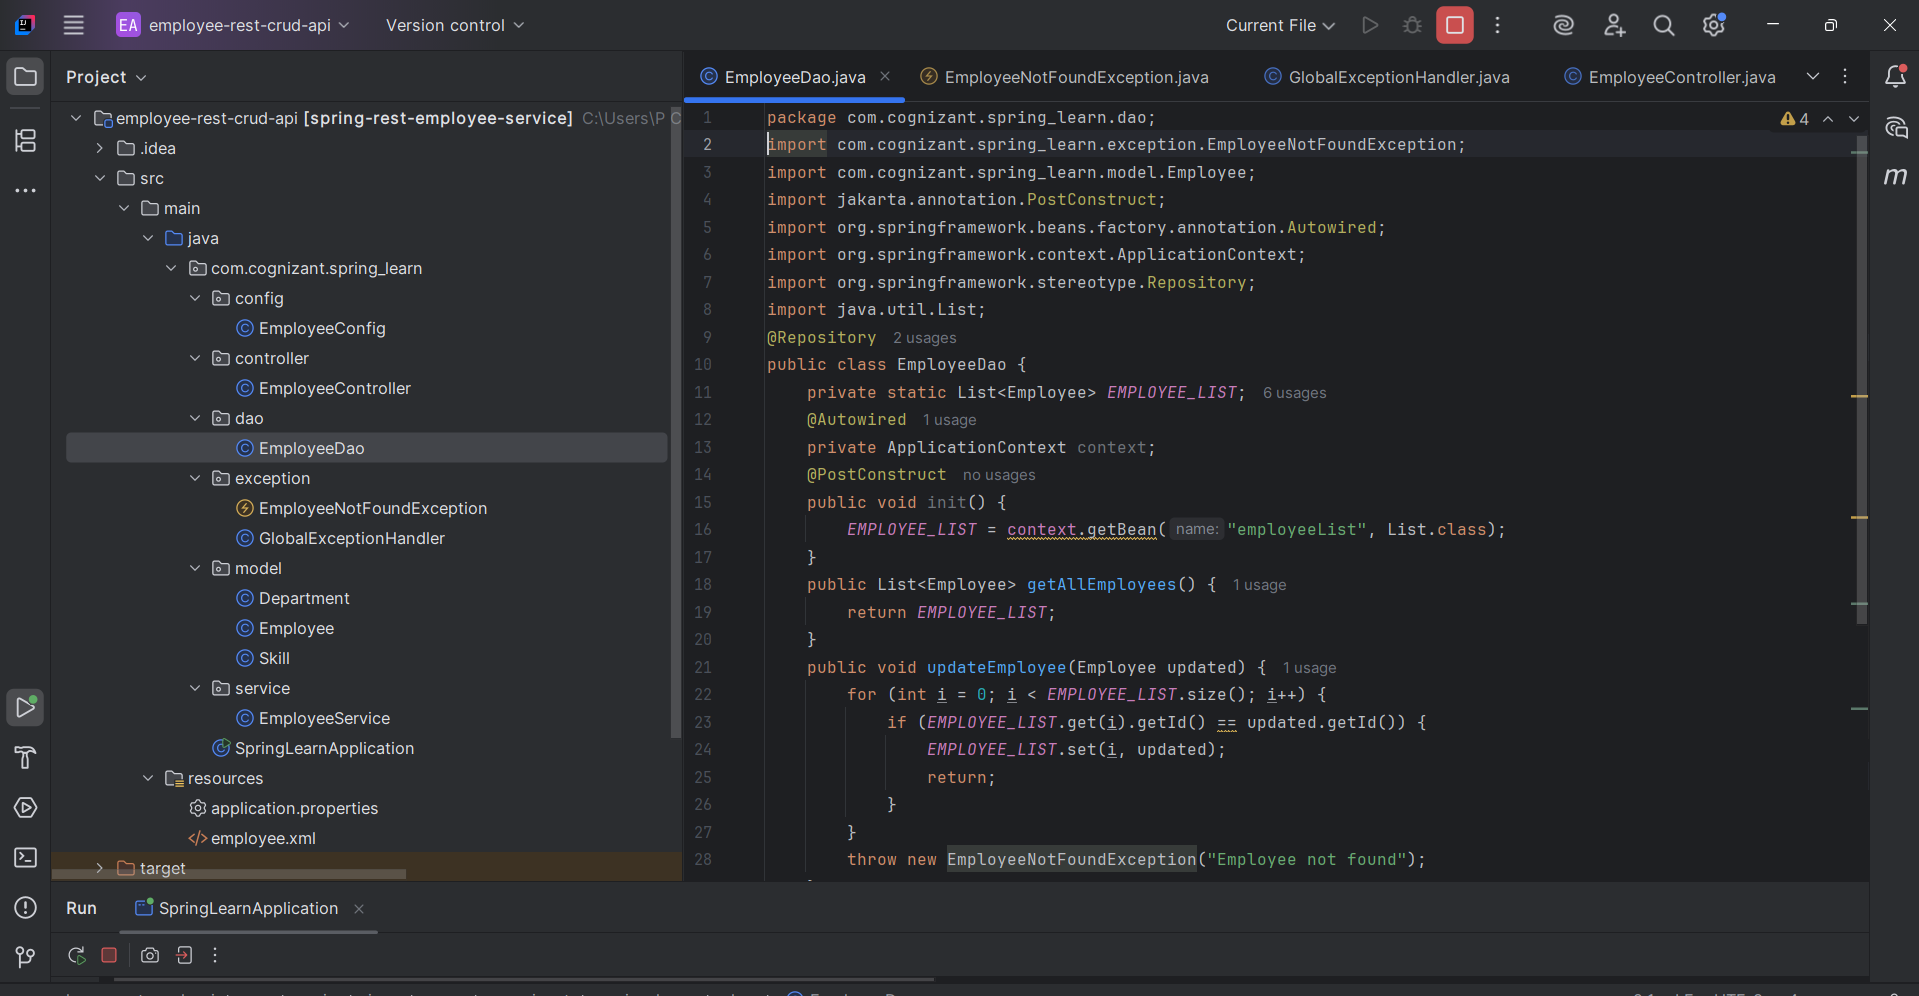 EA employee-rest-crud-api Version control Current File
Project
EmployeeDao.java EmployeeNotFoundException.java GlobalExceptionHandler.java EmployeeController.java
employee-rest-crud-api [spring-rest-employee-service] C:\Users\P
.idea
src
main
java
com.cognizant.spring_learn
config
EmployeeConfig
controller
EmployeeController
dao
EmployeeDao
exception
EmployeeNotFoundException
GlobalExceptionHandler
model
Department
Employee
Skill
service
EmployeeService
SpringLearnApplication
resources
application.properties
employee.xml
target
4
1 package com.cognizant.spring_learn.dao;
2 import com.cognizant.spring_learn.exception.EmployeeNotFoundException;
3 import com.cognizant.spring_learn.model.Employee;
4 import jakarta.annotation.PostConstruct;
5 import org.springframework.beans.factory.annotation.Autowired;
6 import org.springframework.context.ApplicationContext;
7 import org.springframework.stereotype.Repository;
8 import java.util.List;
9 @Repository 2 usages
10 public class EmployeeDao {
11 private static List<Employee> EMPLOYEE_LIST; 6 usages
12 @Autowired 1 usage
13 private ApplicationContext context;
14 @PostConstruct no usages
15 public void init() {
16 EMPLOYEE_LIST = context.getBean( name: "employeeList", List.class);
17 }
18 public List<Employee> getAllEmployees() { 1 usage
19 return EMPLOYEE_LIST;
20 }
21 public void updateEmployee(Employee updated) { 1 usage
22 for (int i = 0; i < EMPLOYEE_LIST.size(); i++) {
23 if (EMPLOYEE_LIST.get(i).getId() == updated.getId()) {
24 EMPLOYEE_LIST.set(i, updated);
25 return;
26 }
27 }
28 throw new EmployeeNotFoundException("Employee not found");
m
Run SpringLearnApplication